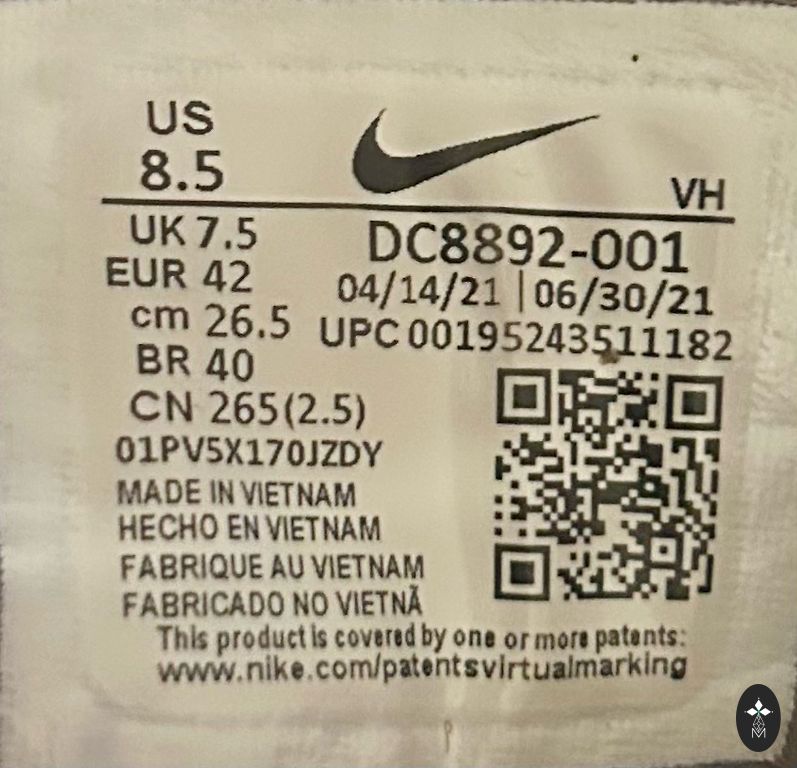 US
8.5
VH
UK 7.5
DC8892-001
EUR 42
04/14/21 | 06/30/21
cm 26.5
UPC 00195243511182
BR 40
CN 265(2.5)
01PV5X170JZDY
MADE IN VIETNAM
HECHO EN VIETNAM
FABRIQUE AU VIETNAM
FABRICADO NO VIETNÃ
This product is covered by one or more patents:
www.nike.com/patentsvirtualmarking
M